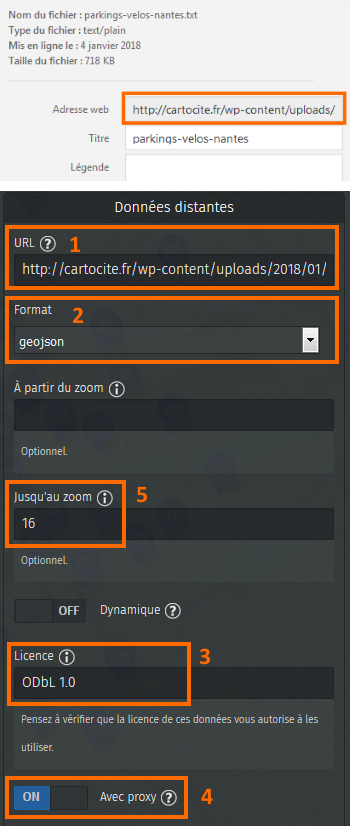 Nom du fichier : parkings-velos-nantes.txt
Type du fichier : text/plain
Mis en ligne le : 4 janvier 2018
Taille du fichier : 718 KB
Adresse web http://cartocite.fr/wp-content/uploads/
Titre parkings-velos-nantes
Légende
Données distantes
URL ? 1
http://cartocite.fr/wp-content/uploads/2018/01/
Format 2
geojson
À partir du zoom i
Optionnel.
Jusqu'au zoom i 5
16
Optionnel.
OFF Dynamique ?
Licence i 3
ODbL 1.0
Pensez à vérifier que la licence de ces données vous autorise à les
utiliser.
ON Avec proxy ? 4